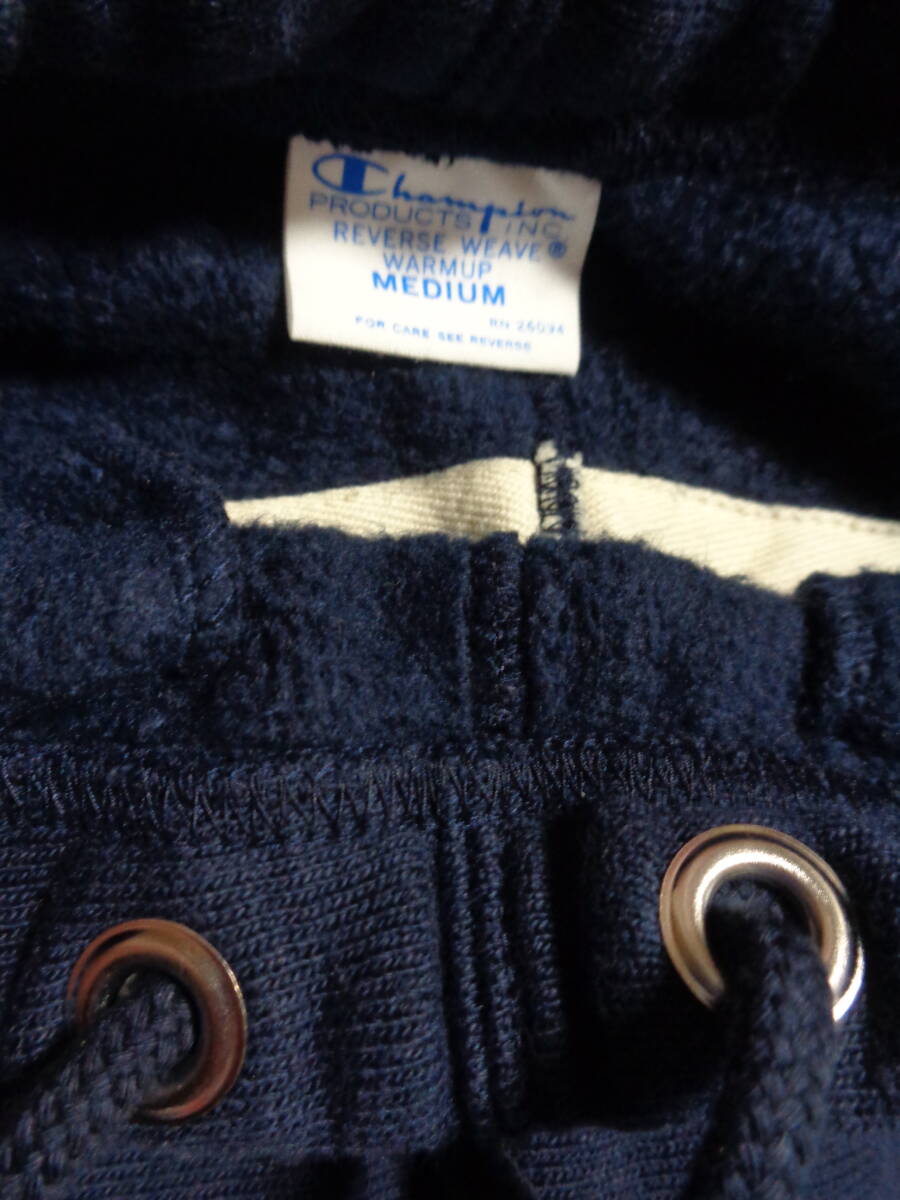 Champion
PRODUCTS, INC.
REVERSE WEAVE®
WARMUP
MEDIUM
RN 26094
FOR CARE SEE REVERSE